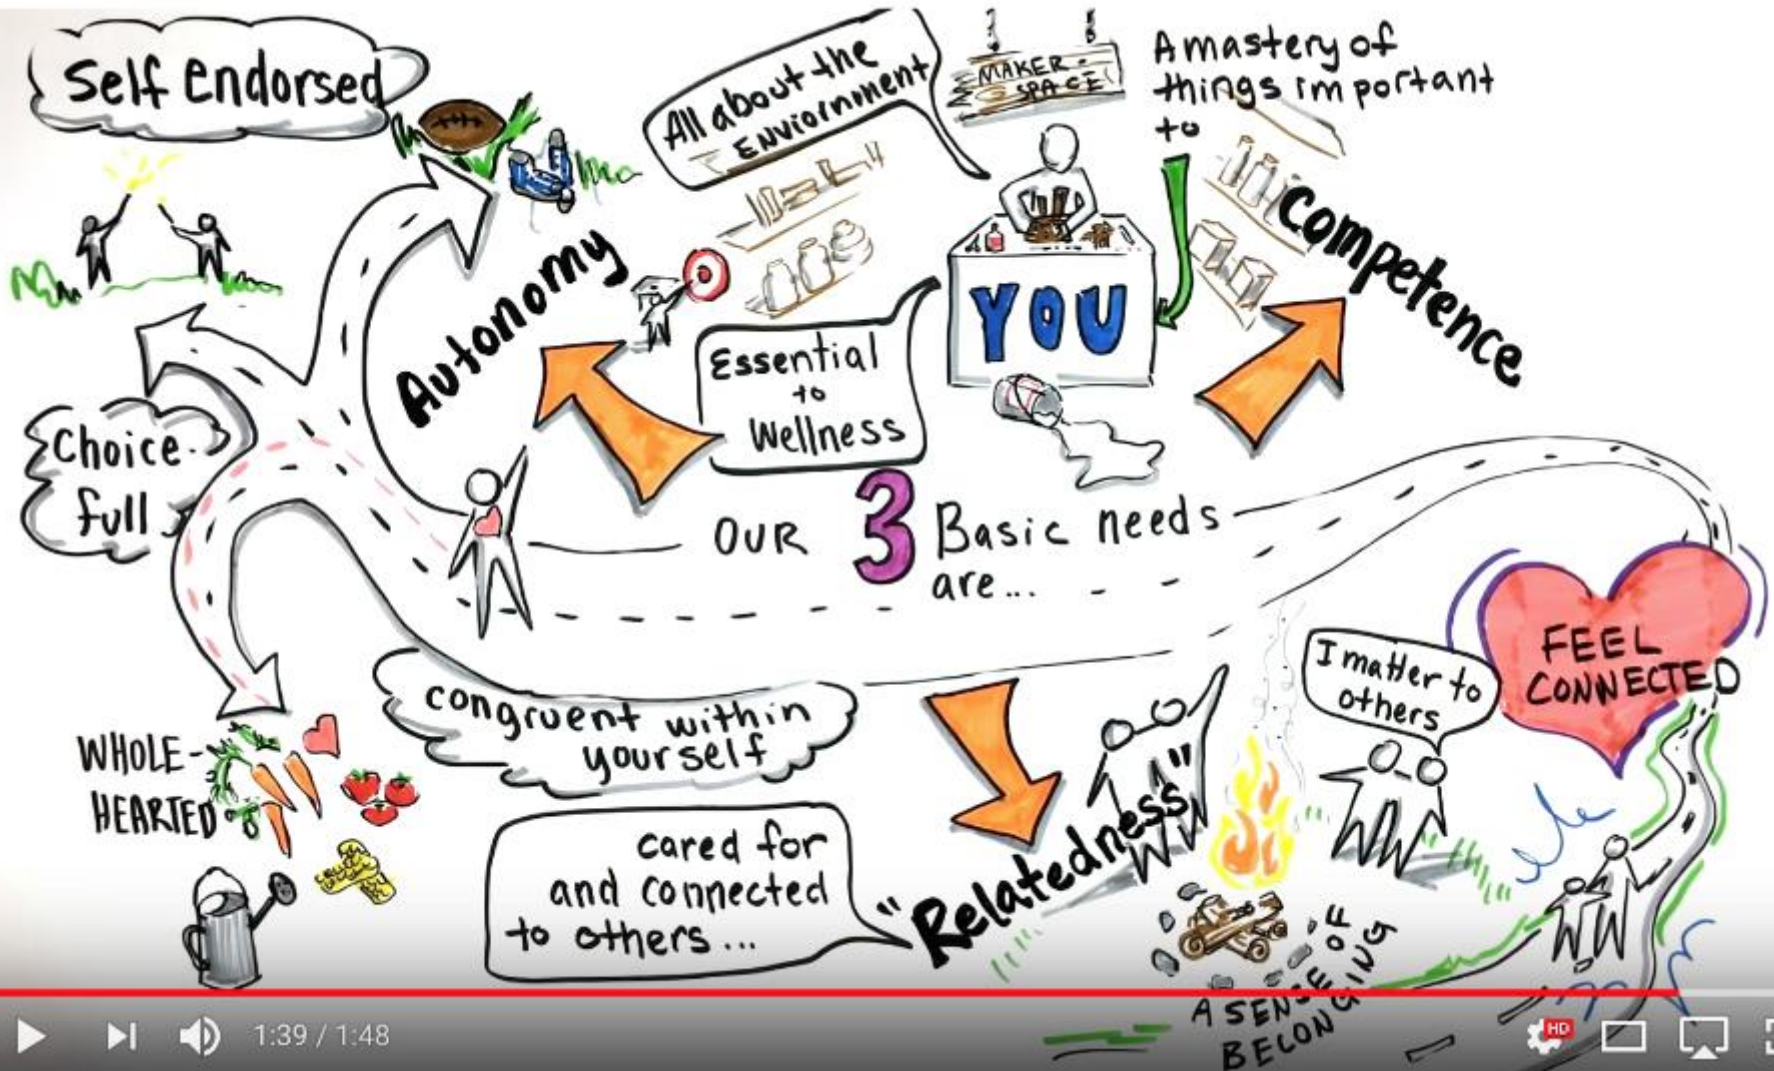 Self Endorsed
All about the
Enviornment
MAKER-
SPACE
A mastery of
things important
to
Competence
Autonomy
YOU
Essential
to
Wellness
Choice
full
OUR 3 Basic needs
are...
FEEL
CONNECTED
I matter to
others
congruent within
yourself
WHOLE-
HEARTED
cared for
and connected
to others...
"Relatedness"
A SENSE OF
BELONGING
1:39 / 1:48
HD